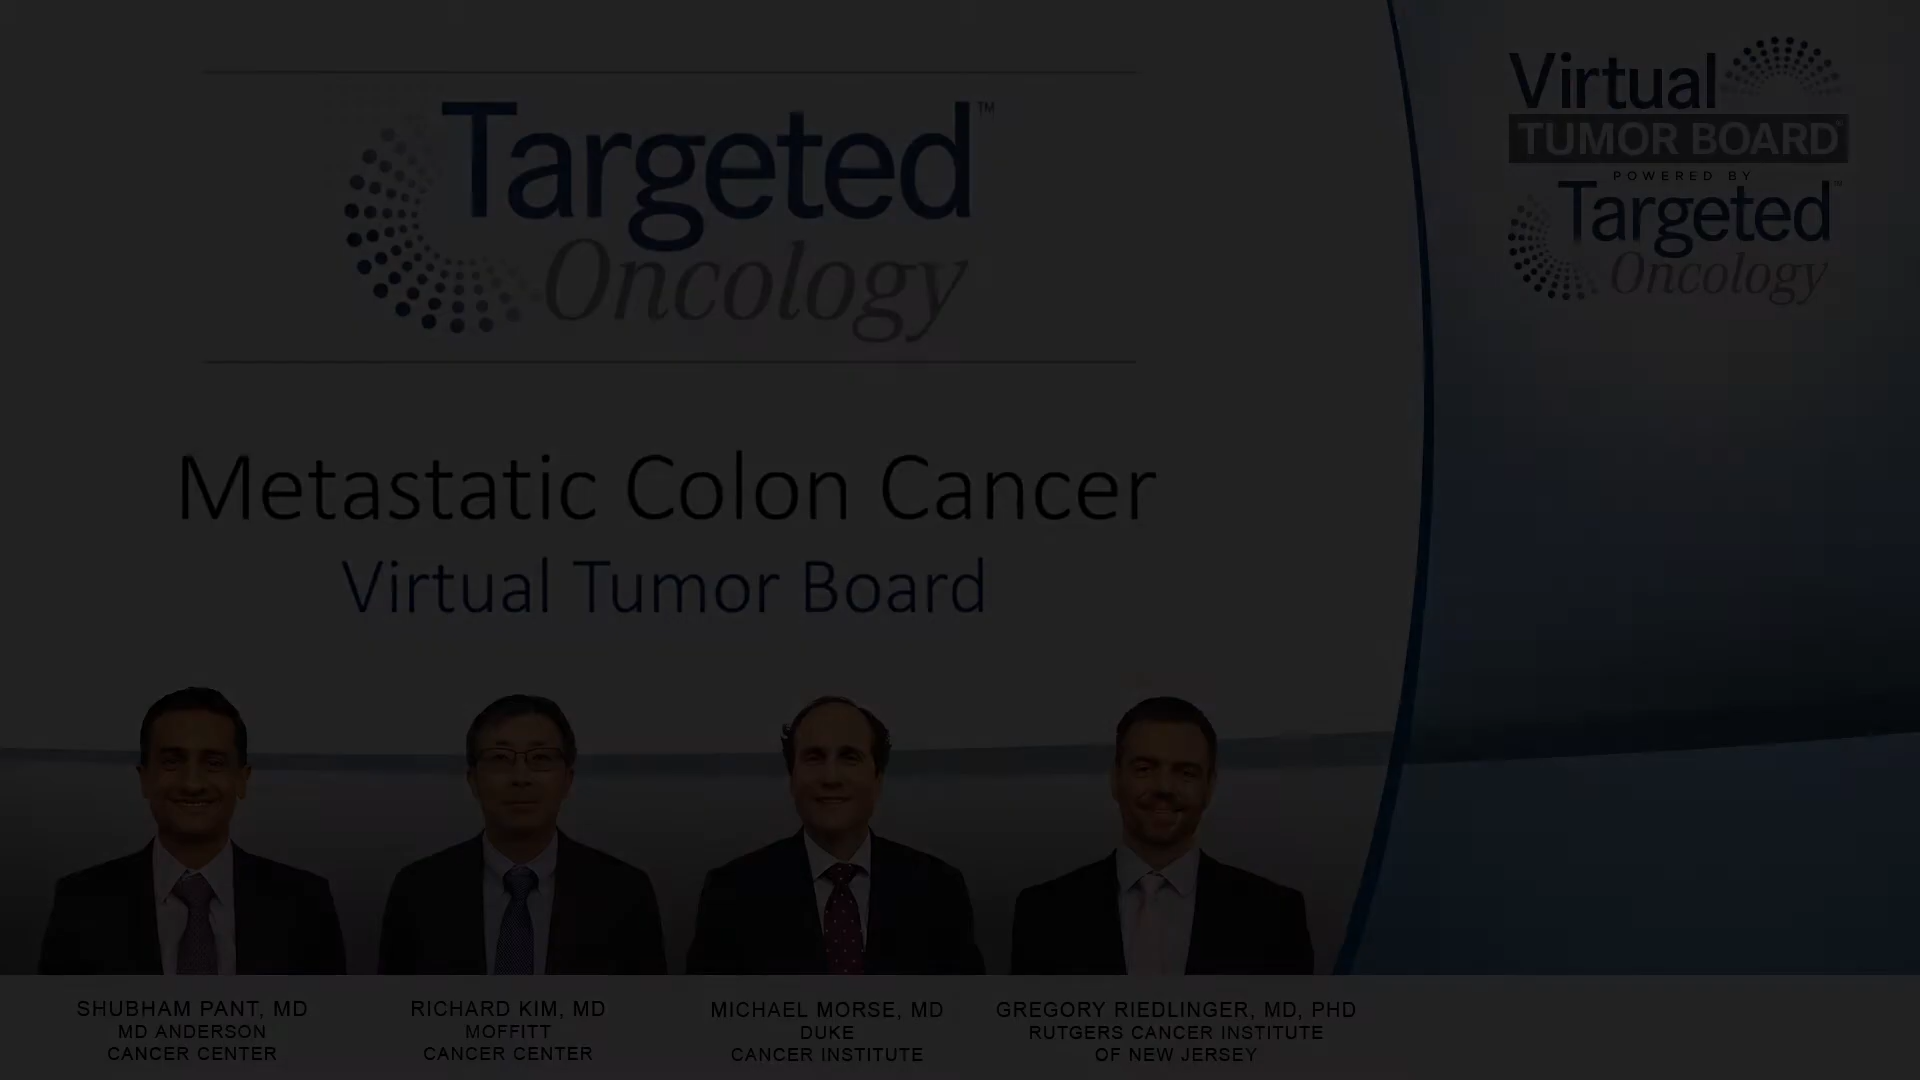 Targeted™
Oncology
Metastatic Colon Cancer
Virtual Tumor Board
Virtual
TUMOR BOARD
POWERED BY
Targeted™
Oncology
SHUBHAM PANT, MD
MD ANDERSON
CANCER CENTER
RICHARD KIM, MD
MOFFITT
CANCER CENTER
MICHAEL MORSE, MD
DUKE
CANCER INSTITUTE
GREGORY RIEDLINGER, MD, PHD
RUTGERS CANCER INSTITUTE
OF NEW JERSEY